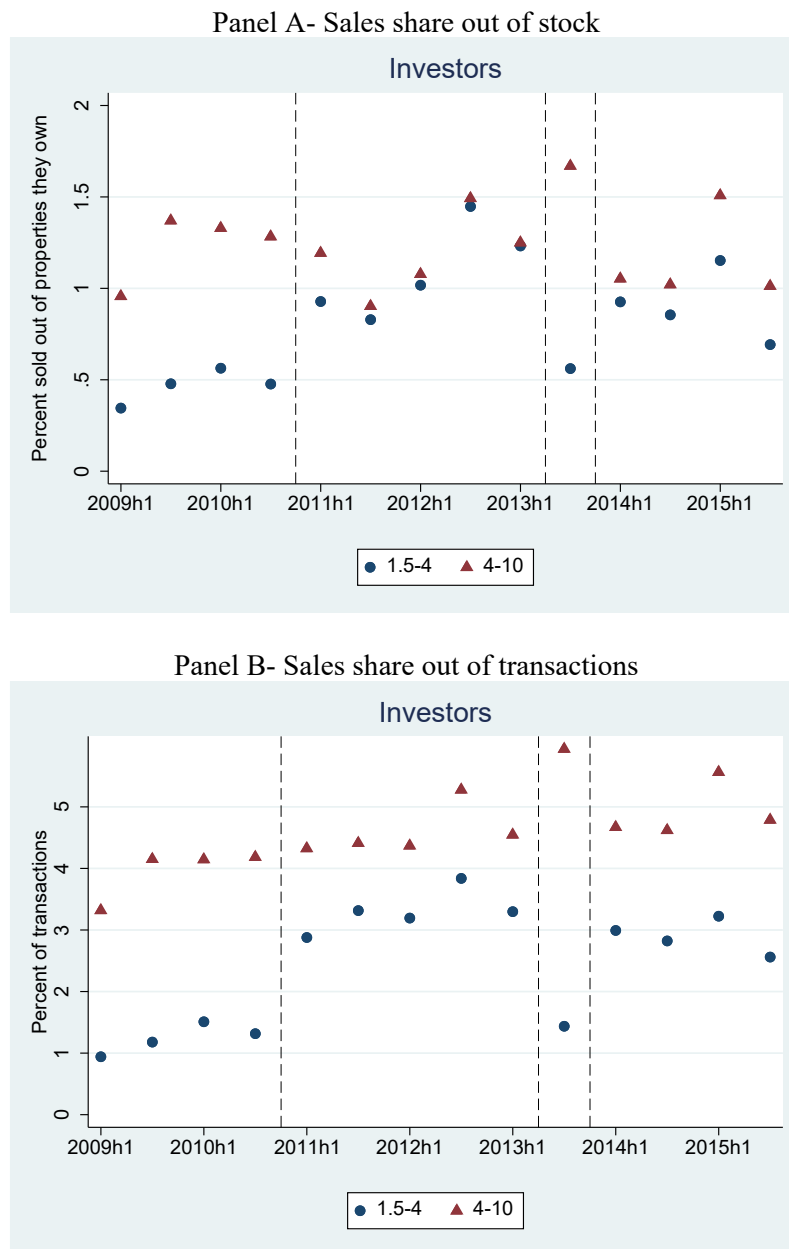 Panel A- Sales share out of stock
Investors
Percent sold out of properties they own
2
1.5
1
.5
0
2009h1 2010h1 2011h1 2012h1 2013h1 2014h1 2015h1
1.5-4 4-10
Panel B- Sales share out of transactions
Investors
Percent of transactions
5
4
3
2
1
0
2009h1 2010h1 2011h1 2012h1 2013h1 2014h1 2015h1
1.5-4 4-10